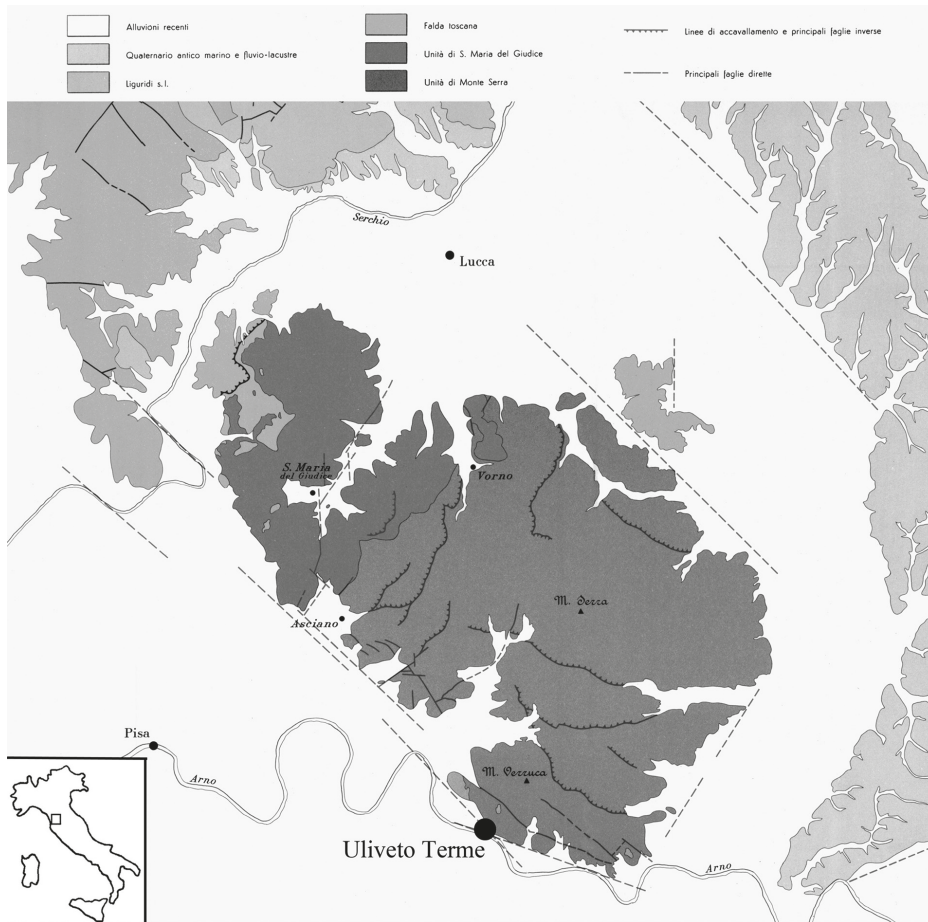 Alluvioni recenti
Quaternario antico marino e fluvio-lacustre
Liguridi s.l.
Falda toscana
Unità di S. Maria del Giudice
Unità di Monte Serra
Linee di accavallamento e principali faglie inverse
Principali faglie dirette
Serchio
Lucca
S. Maria
del Giudice
Vorno
M. Serra
Asciano
Pisa
Arno
M. Verruca
Uliveto Terme
Arno